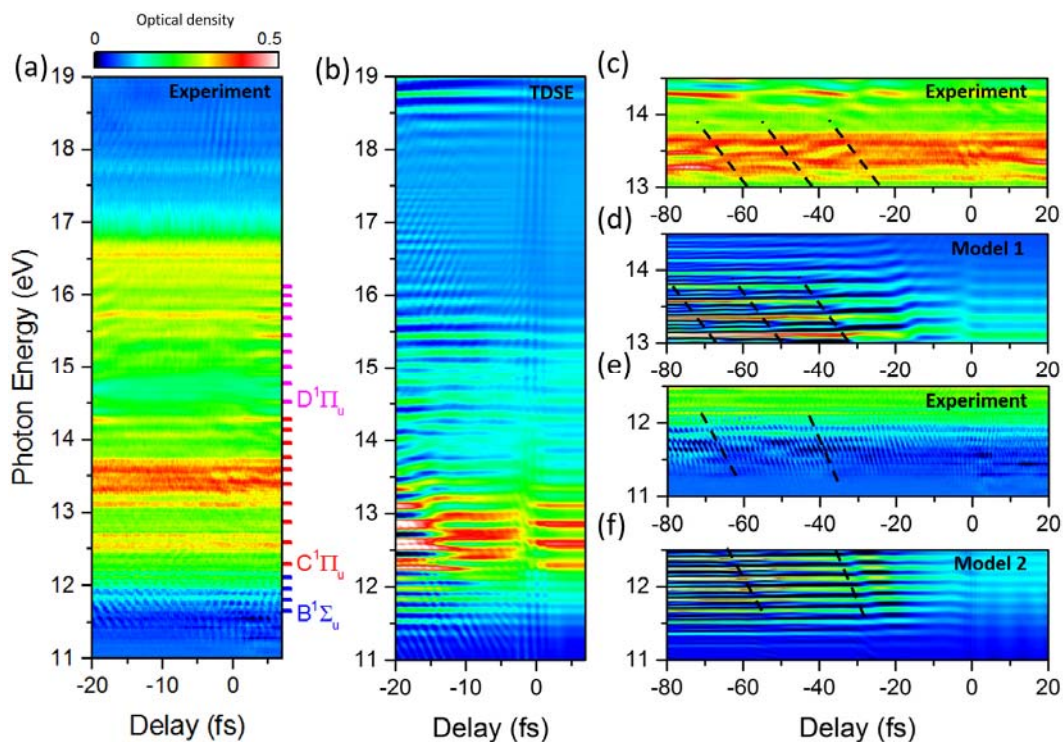 Optical density
0 0.5
(a) Experiment
19
18
17
16
15
14
13
12
11
Photon Energy (eV)
D¹Πᵤ
C¹Πᵤ
B¹Σᵤ
-20 -10 0
Delay (fs)
(b) TDSE
19
18
17
16
15
14
13
12
11
-20 -10 0
Delay (fs)
(c) Experiment
14
13
-80 -60 -40 -20 0 20
(d) Model 1
14
13
-80 -60 -40 -20 0 20
(e) Experiment
12
11
-80 -60 -40 -20 0 20
(f) Model 2
12
11
-80 -60 -40 -20 0 20
Delay (fs)